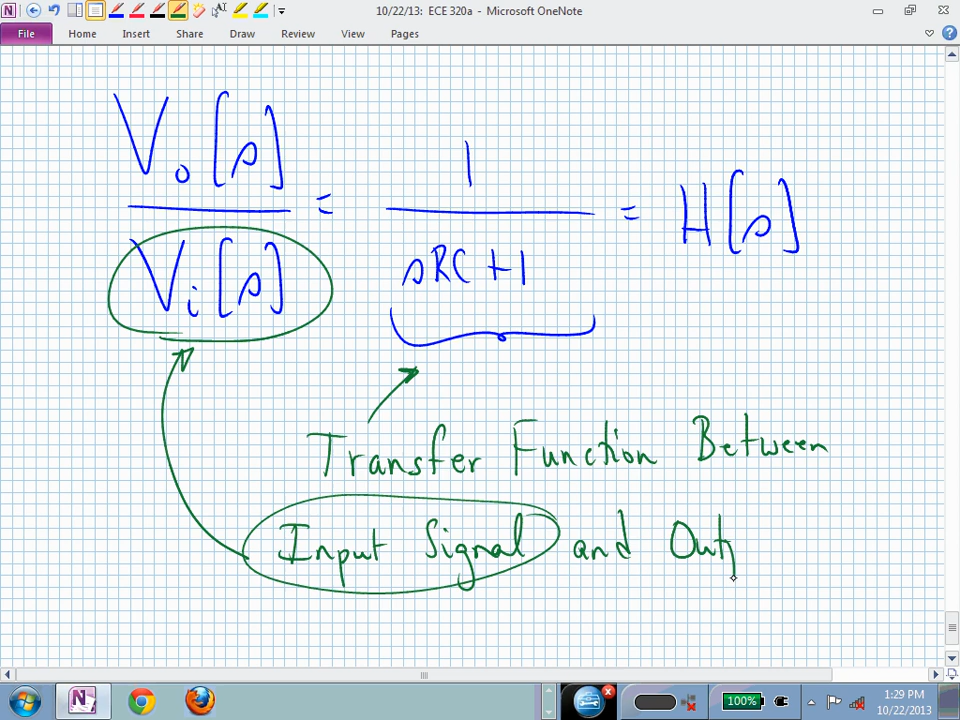 10/22/13: ECE 320a - Microsoft OneNote
File Home Insert Share Draw Review View Pages
Vo[s] / Vi[s] = 1 / sRC+1 = H[s]
Transfer Function Between
Input Signal and Out
100%
1:29 PM
10/22/2013